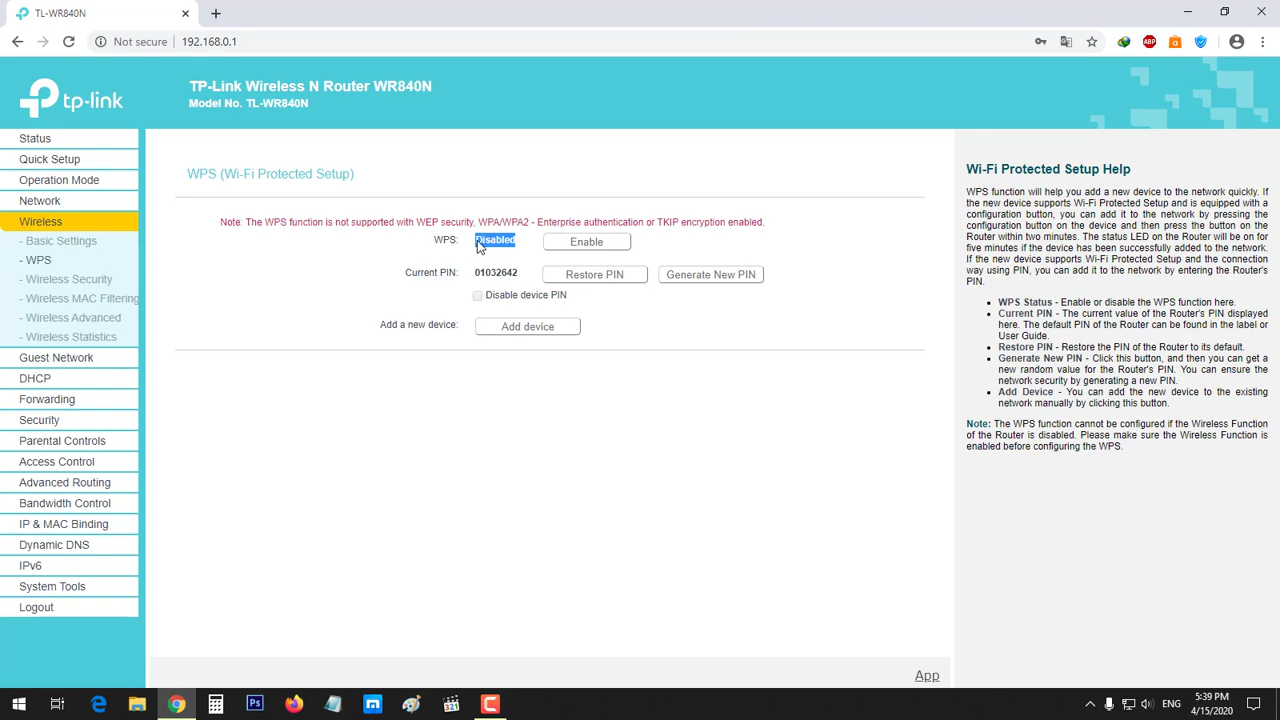 TL-WR840N
Not secure
192.168.0.1
ABP
tp-link
TP-Link Wireless N Router WR840N
Model No. TL-WR840N
Status
Quick Setup
Operation Mode
Network
Wireless
- Basic Settings
- WPS
- Wireless Security
- Wireless MAC Filtering
- Wireless Advanced
- Wireless Statistics
Guest Network
DHCP
Forwarding
Security
Parental Controls
Access Control
Advanced Routing
Bandwidth Control
IP & MAC Binding
Dynamic DNS
IPv6
System Tools
Logout
WPS (Wi-Fi Protected Setup)
Note: The WPS function is not supported with WEP security, WPA/WPA2 - Enterprise authentication or TKIP encryption enabled.
WPS: Disabled Enable
Current PIN: 01032642 Restore PIN Generate New PIN
Disable device PIN
Add a new device: Add device
App
Wi-Fi Protected Setup Help
WPS function will help you add a new device to the network quickly. If
the new device supports Wi-Fi Protected Setup and is equipped with a
configuration button, you can add it to the network by pressing the
configuration button on the device and then press the button on the
Router within two minutes. The status LED on the Router will be on for
five minutes if the device has been successfully added to the network.
If the new device supports Wi-Fi Protected Setup and the connection
way using PIN, you can add it to the network by entering the Router's
PIN.
• WPS Status - Enable or disable the WPS function here.
• Current PIN - The current value of the Router's PIN displayed
here. The default PIN of the Router can be found in the label or
User Guide.
• Restore PIN - Restore the PIN of the Router to its default.
• Generate New PIN - Click this button, and then you can get a
new random value for the Router's PIN. You can ensure the
network security by generating a new PIN.
• Add Device - You can add the new device to the existing
network manually by clicking this button.
Note: The WPS function cannot be configured if the Wireless Function
of the Router is disabled. Please make sure the Wireless Function is
enabled before configuring the WPS.
Ps
321
ENG
5:39 PM
4/15/2020